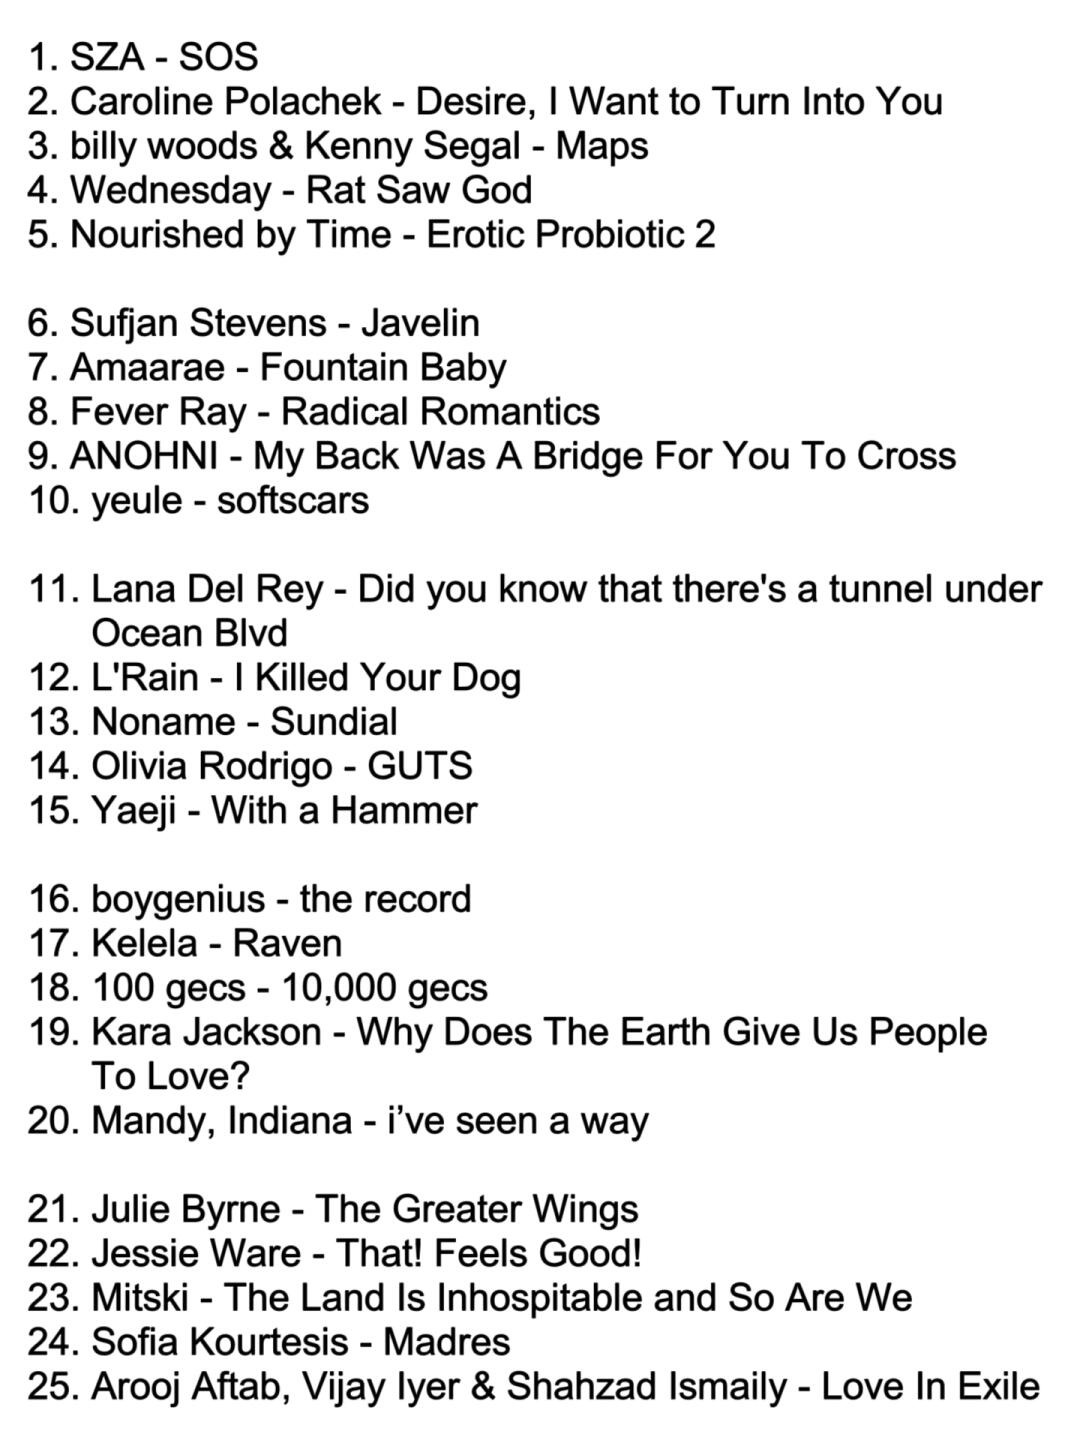 1. SZA - SOS
2. Caroline Polachek - Desire, I Want to Turn Into You
3. billy woods & Kenny Segal - Maps
4. Wednesday - Rat Saw God
5. Nourished by Time - Erotic Probiotic 2
6. Sufjan Stevens - Javelin
7. Amaarae - Fountain Baby
8. Fever Ray - Radical Romantics
9. ANOHNI - My Back Was A Bridge For You To Cross
10. yeule - softscars
11. Lana Del Rey - Did you know that there's a tunnel under
Ocean Blvd
12. L'Rain - I Killed Your Dog
13. Noname - Sundial
14. Olivia Rodrigo - GUTS
15. Yaeji - With a Hammer
16. boygenius - the record
17. Kelela - Raven
18. 100 gecs - 10,000 gecs
19. Kara Jackson - Why Does The Earth Give Us People
To Love?
20. Mandy, Indiana - i’ve seen a way
21. Julie Byrne - The Greater Wings
22. Jessie Ware - That! Feels Good!
23. Mitski - The Land Is Inhospitable and So Are We
24. Sofia Kourtesis - Madres
25. Arooj Aftab, Vijay Iyer & Shahzad Ismaily - Love In Exile